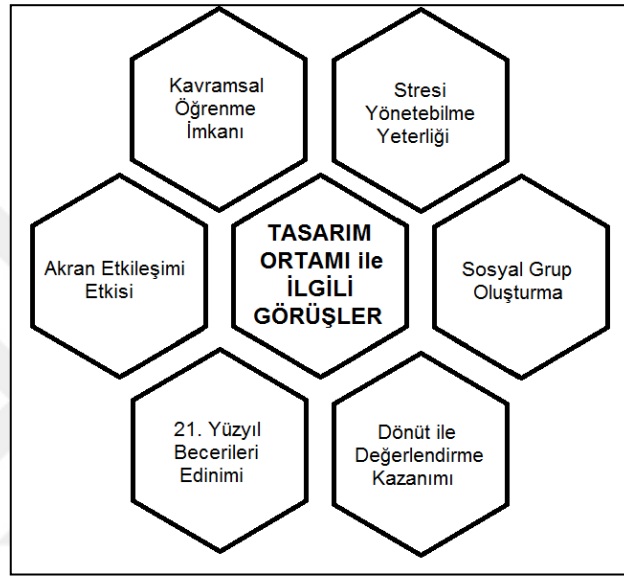 Kavramsal
Öğrenme
İmkanı
Stresi
Yönetebilme
Yeterliği
Akran Etkileşimi
Etkisi
TASARIM
ORTAMI ile
İLGİLİ
GÖRÜŞLER
Sosyal Grup
Oluşturma
21. Yüzyıl
Becerileri
Edinimi
Dönüt ile
Değerlendirme
Kazanımı